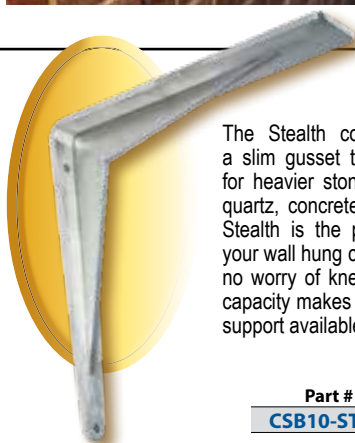 The Stealth co
a slim gusset t
for heavier ston
quartz, concrete
Stealth is the p
your wall hung c
no worry of kne
capacity makes
support available
Part #
CSB10-ST